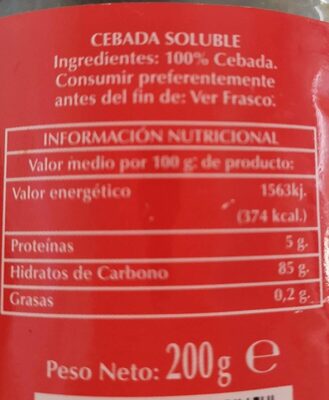 CEBADA SOLUBLE
Ingredientes: 100% Cebada.
Consumir preferentemente
antes del fin de: Ver Frasco.
INFORMACIÓN NUTRICIONAL
Valor medio por 100 g. de producto:
Valor energético 1563kj.
(374 kcal.)
Proteínas 5 g.
Hidratos de Carbono 85 g.
Grasas 0,2 g.
Peso Neto: 200 g e